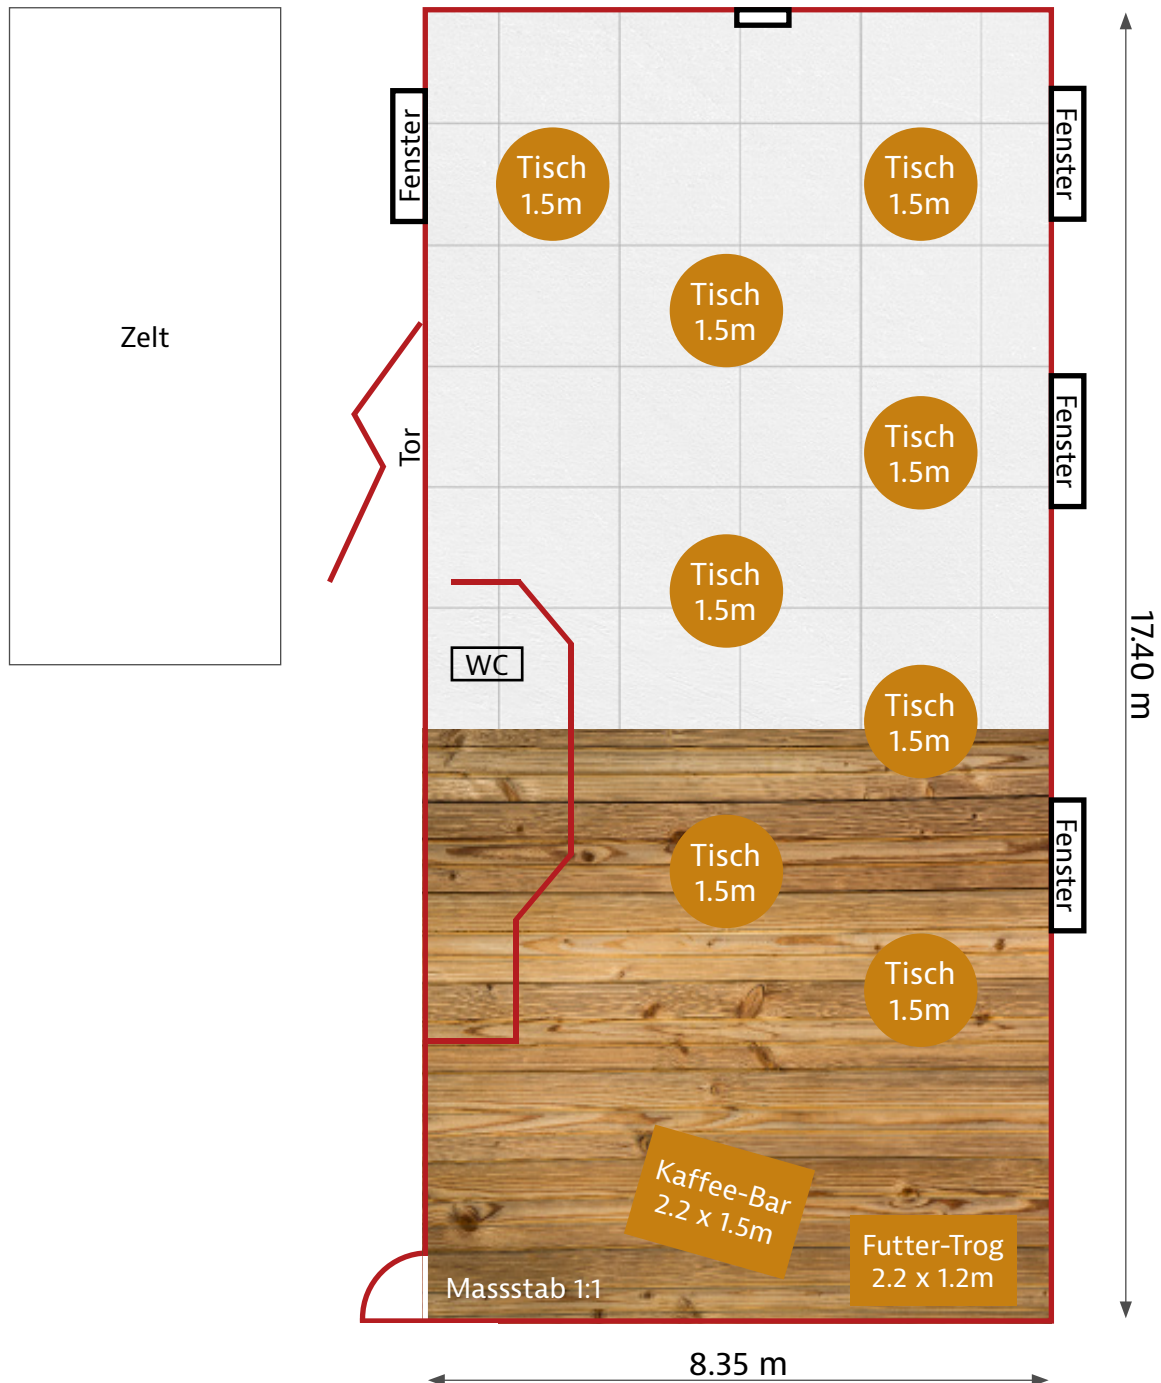 Fenster
Fenster
Tisch
1.5m
Tisch
1.5m
Tisch
1.5m
Zelt
Tor
Fenster
Tisch
1.5m
Tisch
1.5m
WC
17.40 m
Tisch
1.5m
Tisch
1.5m
Fenster
Tisch
1.5m
Kaffee-Bar
2.2 x 1.5m
Futter-Trog
2.2 x 1.2m
Massstab 1:1
8.35 m